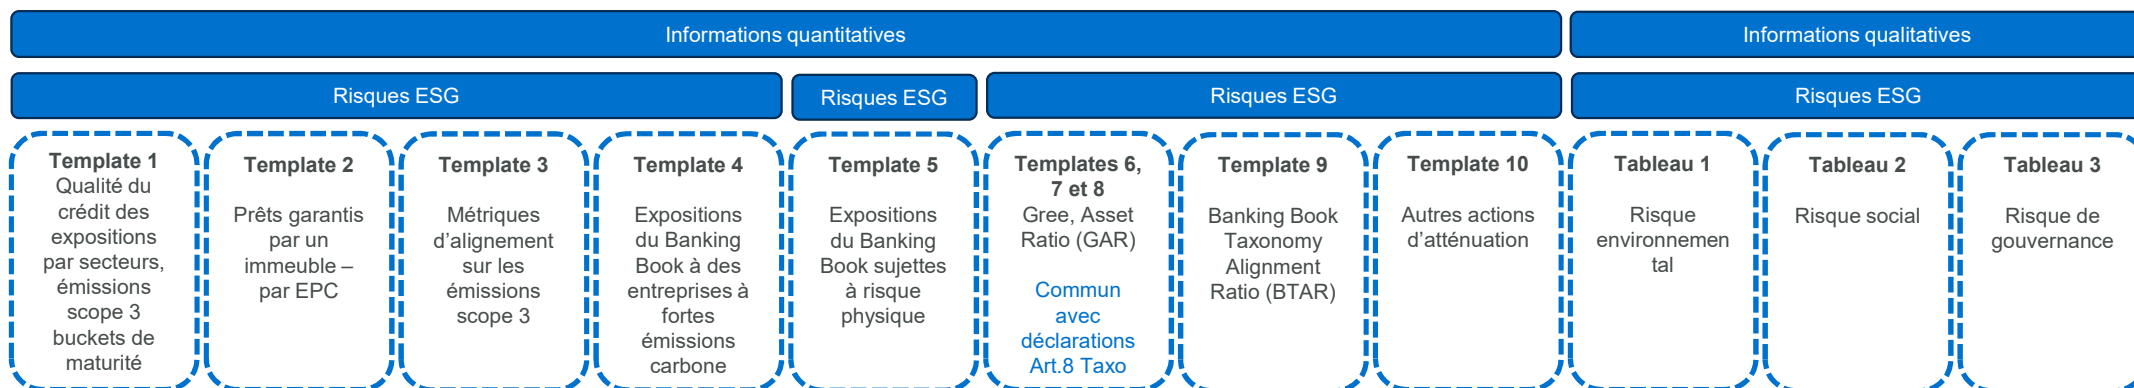 Informations quantitatives
Informations qualitatives
Risques ESG
Risques ESG
Risques ESG
Risques ESG
Template 1
Qualité du
crédit des
expositions
par secteurs,
émissions
scope 3
buckets de
maturité
Template 2
Prêts garantis
par un
immeuble –
par EPC
Template 3
Métriques
d’alignement
sur les
émissions
scope 3
Template 4
Expositions
du Banking
Book à des
entreprises à
fortes
émissions
carbone
Template 5
Expositions
du Banking
Book sujettes
à risque
physique
Templates 6,
7 et 8
Gree, Asset
Ratio (GAR)
Commun
avec
déclarations
Art.8 Taxo
Template 9
Banking Book
Taxonomy
Alignment
Ratio (BTAR)
Template 10
Autres actions
d’atténuation
Tableau 1
Risque
environnemen
tal
Tableau 2
Risque social
Tableau 3
Risque de
gouvernance